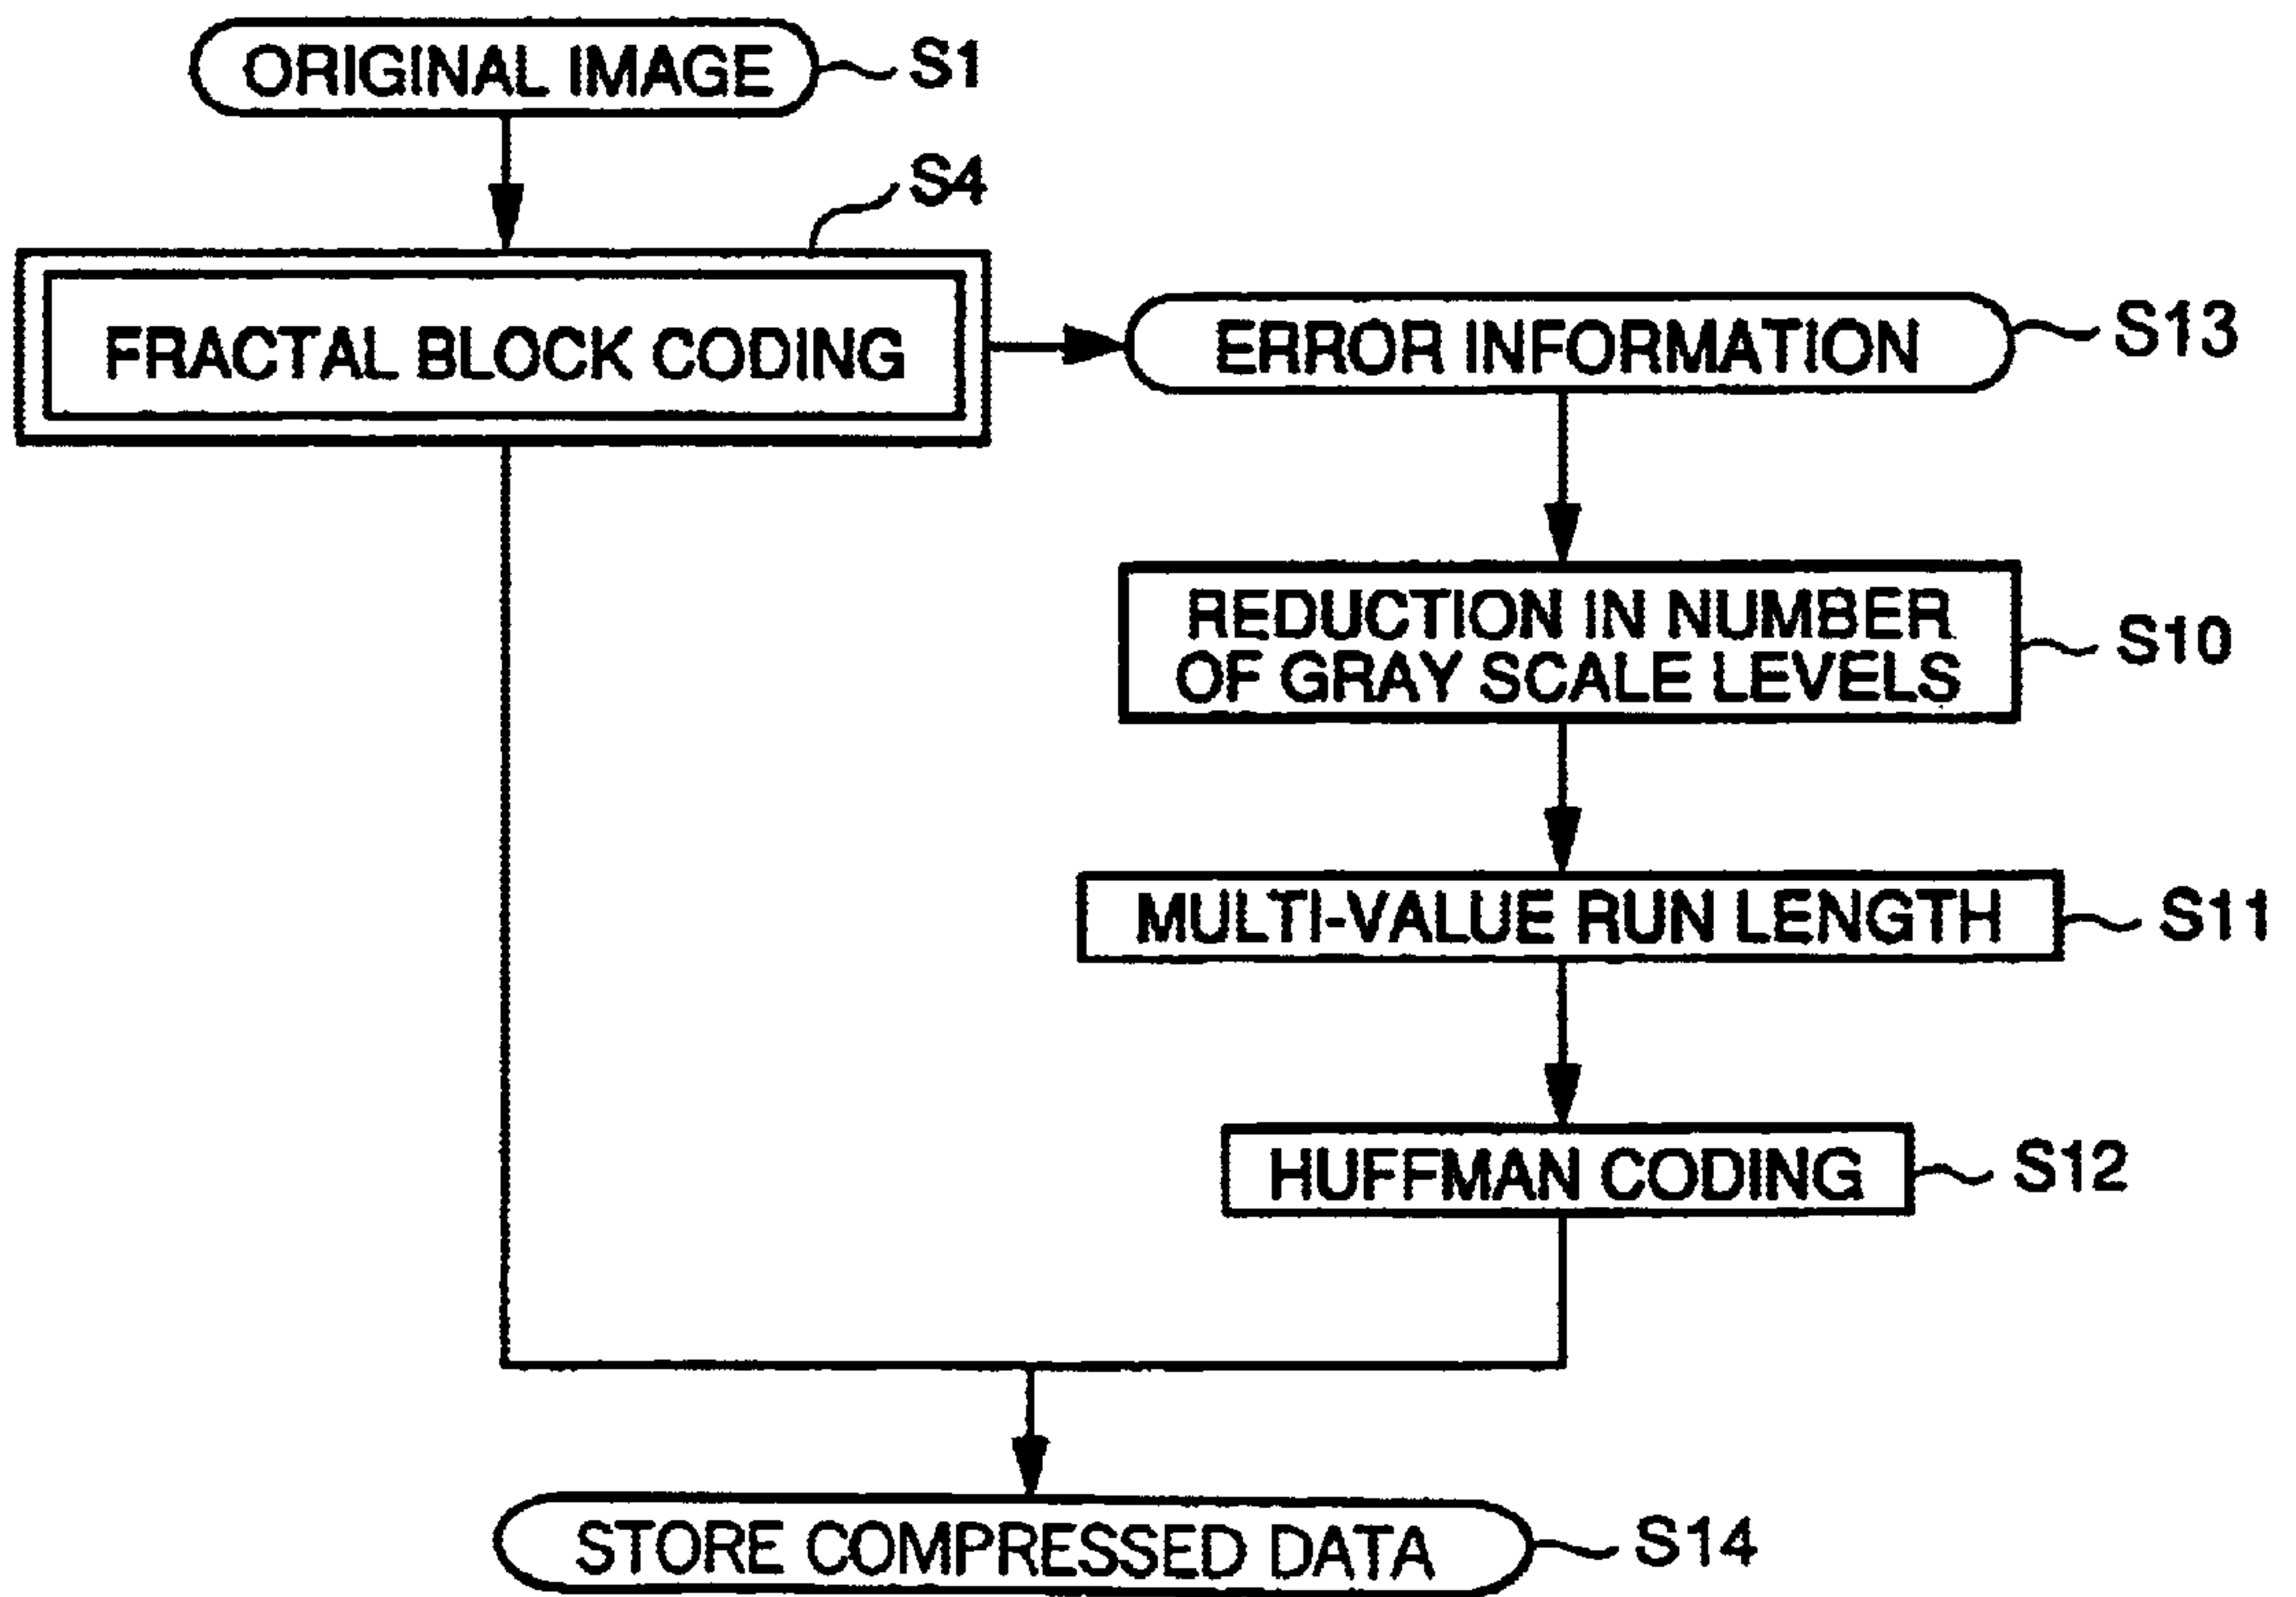 ORIGINAL IMAGE
S1
S4
FRACTAL BLOCK CODING
ERROR INFORMATION
S13
REDUCTION IN NUMBER
OF GRAY SCALE LEVELS
S10
MULTI-VALUE RUN LENGTH
S11
HUFFMAN CODING
S12
STORE COMPRESSED DATA
S14